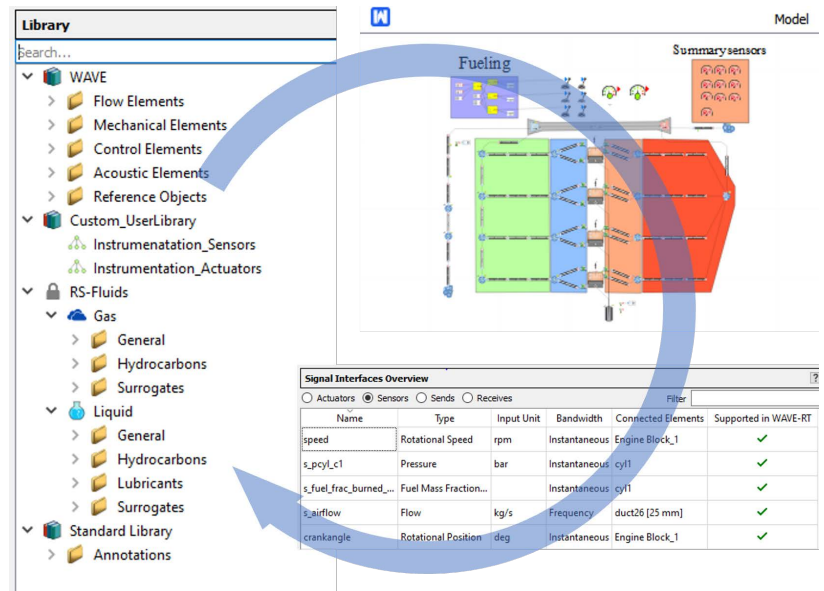 Library
Search...
WAVE
Flow Elements
Mechanical Elements
Control Elements
Acoustic Elements
Reference Objects
Custom_UserLibrary
Instrumenatation_Sensors
Instrumentation_Actuators
RS-Fluids
Gas
General
Hydrocarbons
Surrogates
Liquid
General
Hydrocarbons
Lubricants
Surrogates
Standard Library
Annotations
W
Model
Fueling
Summary sensors
Signal Interfaces Overview ?
Actuators Sensors Sends Receives Filter
Name Type Input Unit Bandwidth Connected Elements Supported in WAVE-RT
speed Rotational Speed rpm Instantaneous Engine Block_1 ✓
s_pcyl_c1 Pressure bar Instantaneous cyl1 ✓
s_fuel_frac_burned_... Fuel Mass Fraction... Instantaneous cyl1 ✓
s_airflow Flow kg/s Frequency duct26 [25 mm] ✓
crankangle Rotational Position deg Instantaneous Engine Block_1 ✓